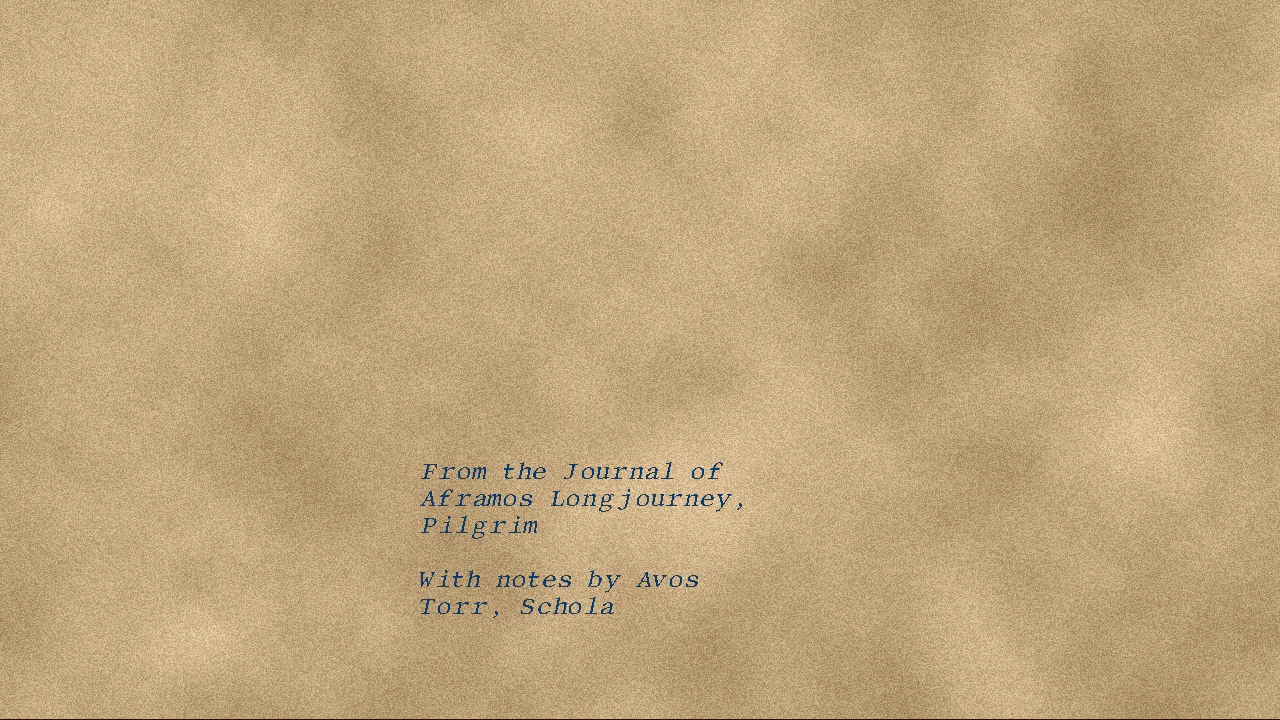 From the Journal of
Aframos Longjourney,
Pilgrim
With notes by Avos
Torr, Schola